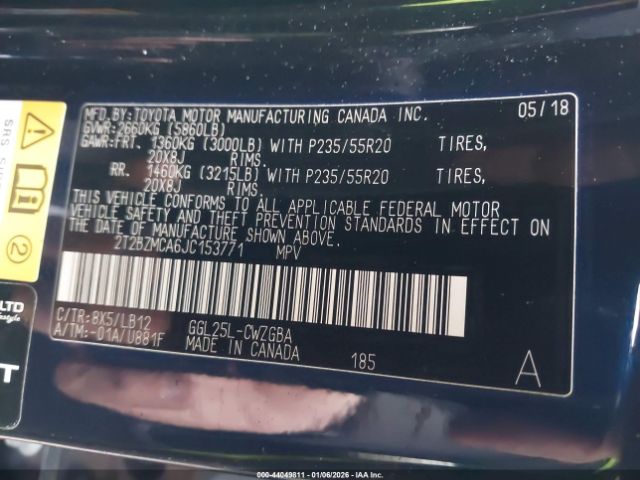 MFD.BY:TOYOTA MOTOR MANUFACTURING CANADA INC. 05/18
GVWR:2660KG (5860LB)
GAWR:FRT. 1360KG (3000LB) WITH P235/55R20 TIRES,
20X8J RIMS.
RR. 1460KG (3215LB) WITH P235/55R20 TIRES,
20X8J RIMS.
THIS VEHICLE CONFORMS TO ALL APPLICABLE FEDERAL MOTOR
VEHICLE SAFETY AND THEFT PREVENTION STANDARDS IN EFFECT ON
THE DATE OF MANUFACTURE SHOWN ABOVE.
2T2BZMCA6JC153771 MPV
C/TR:8X5/LB12
A/TM:-01A/U881F
GGL25L-CWZGBA
MADE IN CANADA
185
A
SRS
2
LTD
T
000-44049811 - 01/06/2026 - IAA Inc.